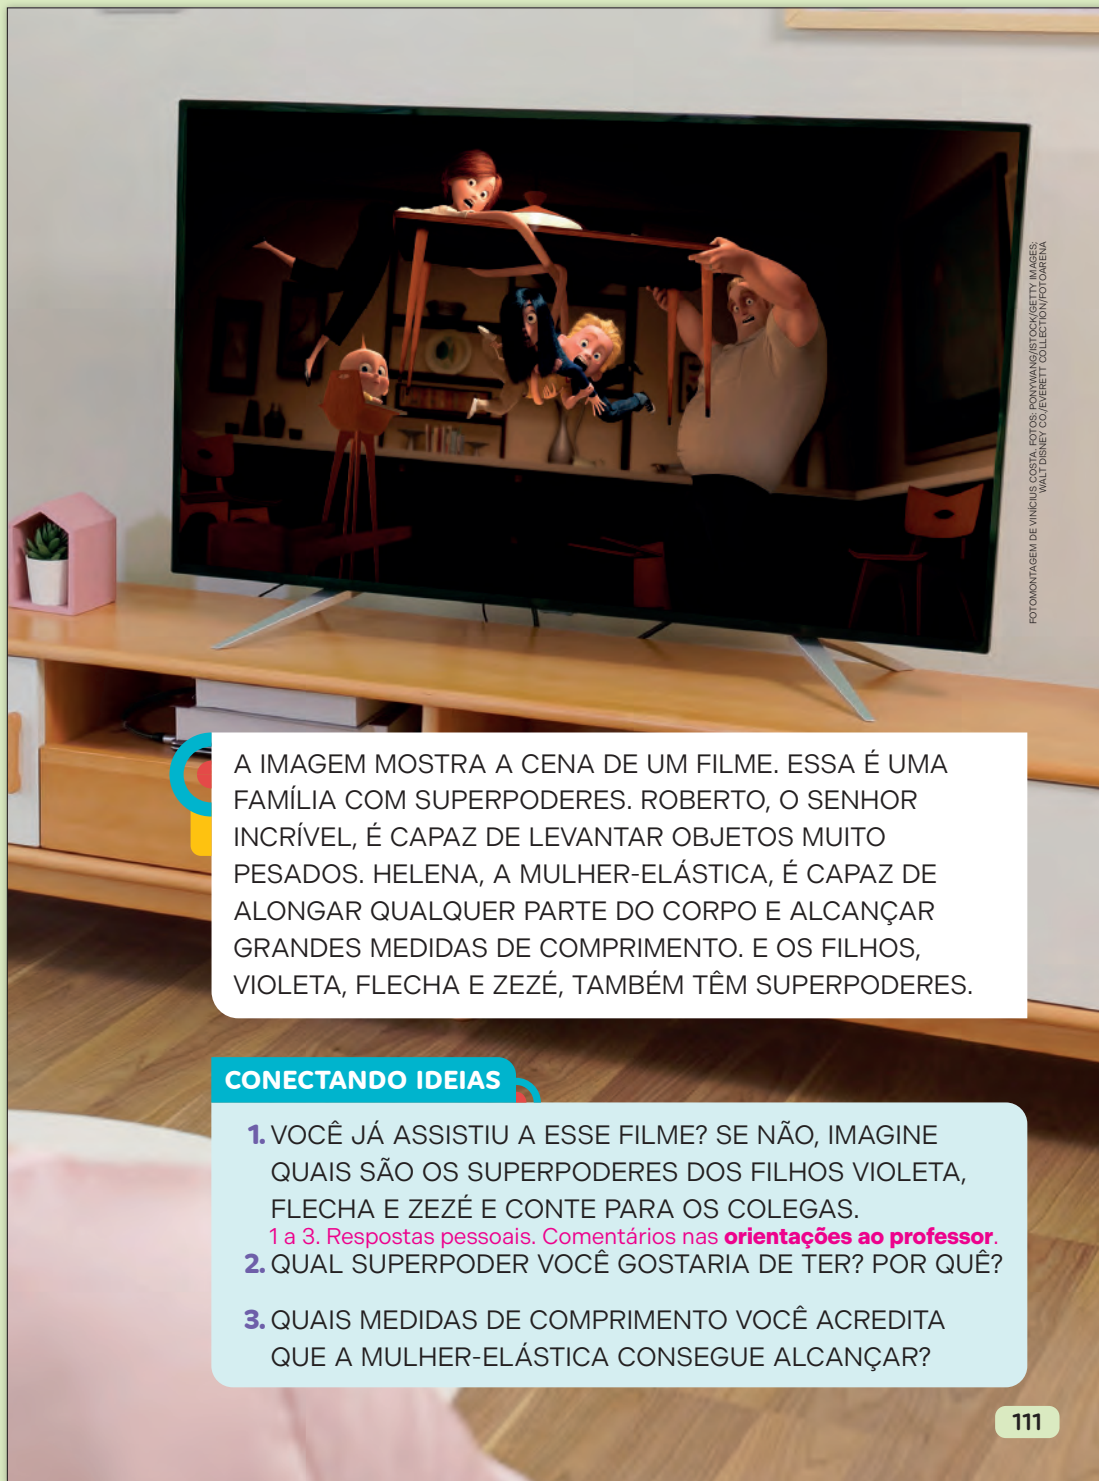 FOTOMONTAGEM DE VINÍCIUS COSTA. FOTOS: PONYWANG/ISTOCK/GETTY IMAGES;
WALT DISNEY CO./EVERETT COLLECTION/FOTOARENA
A IMAGEM MOSTRA A CENA DE UM FILME. ESSA É UMA
FAMÍLIA COM SUPERPODERES. ROBERTO, O SENHOR
INCRÍVEL, É CAPAZ DE LEVANTAR OBJETOS MUITO
PESADOS. HELENA, A MULHER-ELÁSTICA, É CAPAZ DE
ALONGAR QUALQUER PARTE DO CORPO E ALCANÇAR
GRANDES MEDIDAS DE COMPRIMENTO. E OS FILHOS,
VIOLETA, FLECHA E ZEZÉ, TAMBÉM TÊM SUPERPODERES.
CONECTANDO IDEIAS
1. VOCÊ JÁ ASSISTIU A ESSE FILME? SE NÃO, IMAGINE
QUAIS SÃO OS SUPERPODERES DOS FILHOS VIOLETA,
FLECHA E ZEZÉ E CONTE PARA OS COLEGAS.
1 a 3. Respostas pessoais. Comentários nas orientações ao professor.
2. QUAL SUPERPODER VOCÊ GOSTARIA DE TER? POR QUÊ?
3. QUAIS MEDIDAS DE COMPRIMENTO VOCÊ ACREDITA
QUE A MULHER-ELÁSTICA CONSEGUE ALCANÇAR?
111